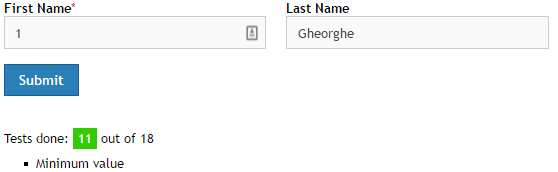 First Name* Last Name
1 Gheorghe
Submit
Tests done: 11 out of 18
Minimum value